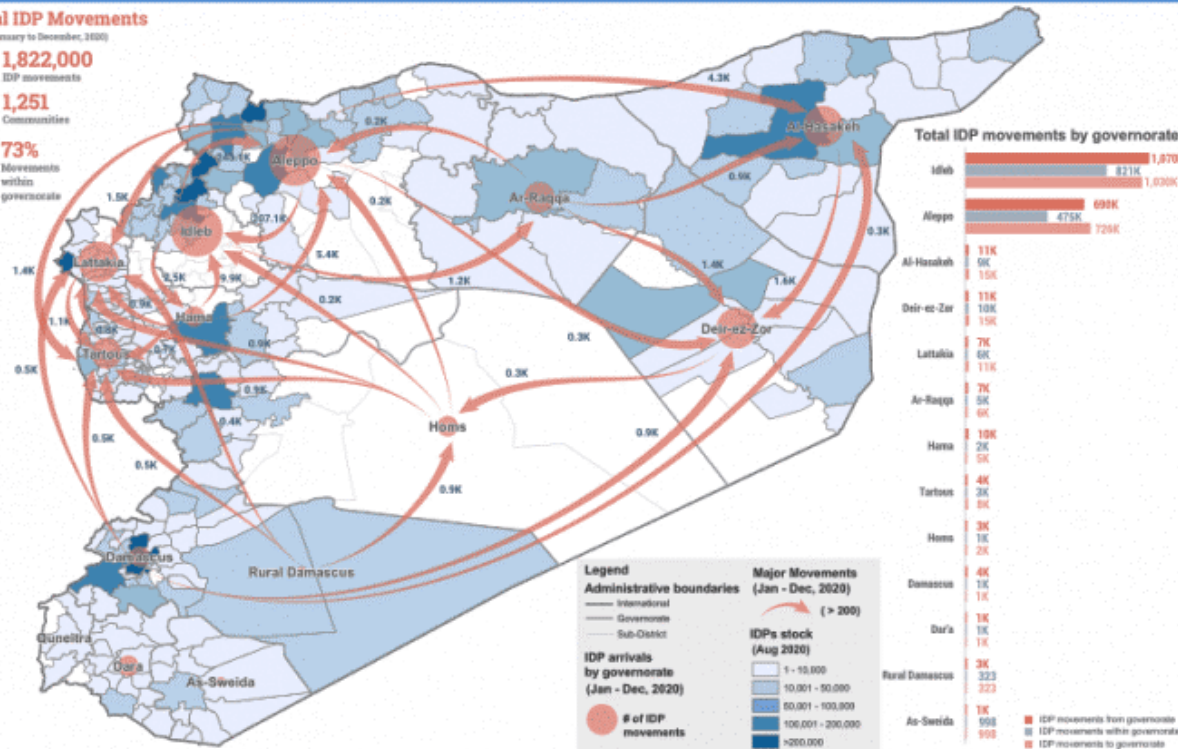 al IDP Movements
uary to December, 2020)
1,822,000
IDP movements
1,251
Communities
73%
Movements
within
governorate
4.3K
Al-Hasakeh
0.2K
Aleppo
0.9K
Ar-Raqqa
1.5K
0.2K
207.1K
Idleb
0.3K
5.4K
Lattakia
1.4K
9.9K
1.4K
1.2K
1.6K
0.2K
Hama
1.1K
Deir-ez-Zor
0.9K
0.3K
Tartous
0.5K
0.3K
0.9K
0.4K
Homs
0.9K
0.5K
0.5K
0.9K
Damascus
Rural Damascus
Quneitra
Dara
As-Sweida
Legend
Administrative boundaries
International
Governorate
Sub-District
IDP arrivals
by governorate
(Jan - Dec, 2020)
# of IDP
movements
Major Movements
(Jan - Dec, 2020)
( > 200)
IDPs stock
(Aug 2020)
1 - 10,000
10,001 - 50,000
50,001 - 100,000
100,001 - 200,000
>200,000
Total IDP movements by governorate
Idleb
1,070
821K
1,030K
Aleppo
690K
475K
726K
Al-Hasakeh
11K
9K
15K
Deir-ez-Zor
11K
10K
15K
Lattakia
7K
6K
11K
Ar-Raqqa
7K
5K
6K
Hama
10K
2K
5K
Tartous
4K
3K
8K
Homs
3K
1K
2K
Damascus
4K
1K
1K
Dar'a
1K
1K
1K
Rural Damascus
3K
323
323
As-Sweida
1K
998
998
IDP movements from governorate
IDP movements within governorate
IDP movements to governorate